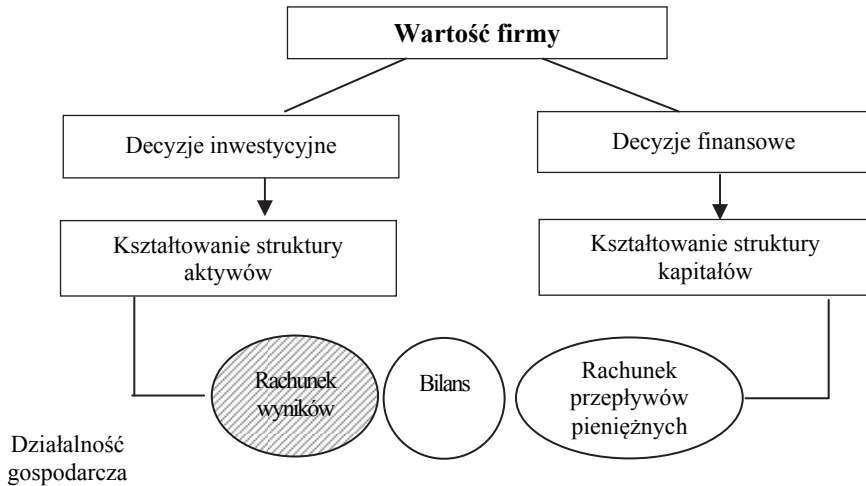 Wartość firmy
Decyzje inwestycyjne
Decyzje finansowe
Kształtowanie struktury
aktywów
Kształtowanie struktury
kapitałów
Rachunek
wyników
Bilans
Rachunek
przepływów
pieniężnych
Działalność
gospodarcza